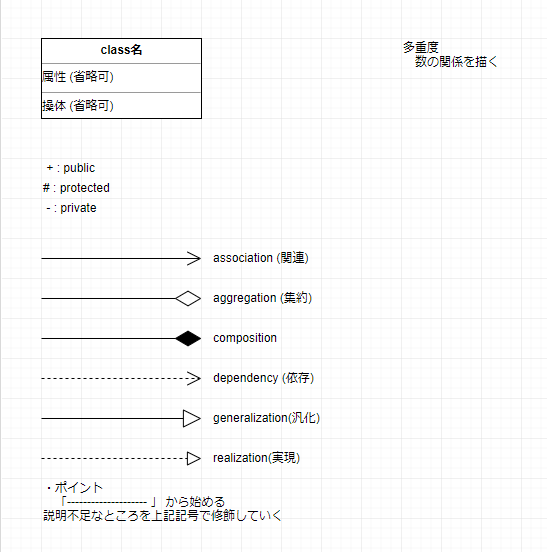 class名
属性 (省略可)
操体 (省略可)
多重度
数の関係を描く
+ : public
# : protected
- : private
association (関連)
aggregation (集約)
composition
dependency (依存)
generalization(汎化)
realization(実現)
・ポイント
「-------------------- 」 から始める
説明不足なところを上記記号で修飾していく